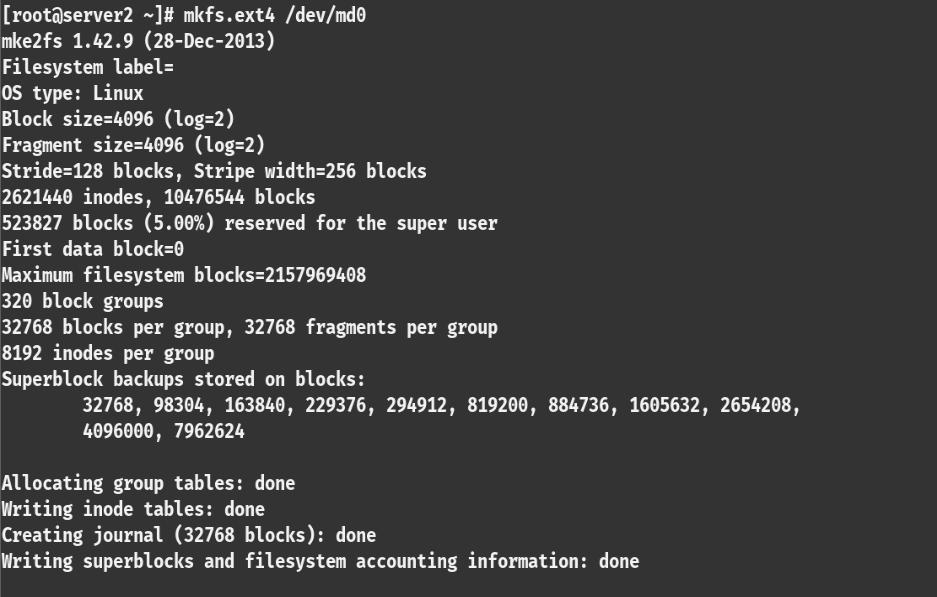 [root@server2 ~]# mkfs.ext4 /dev/md0
mke2fs 1.42.9 (28-Dec-2013)
Filesystem label=
OS type: Linux
Block size=4096 (log=2)
Fragment size=4096 (log=2)
Stride=128 blocks, Stripe width=256 blocks
2621440 inodes, 10476544 blocks
523827 blocks (5.00%) reserved for the super user
First data block=0
Maximum filesystem blocks=2157969408
320 block groups
32768 blocks per group, 32768 fragments per group
8192 inodes per group
Superblock backups stored on blocks:
        32768, 98304, 163840, 229376, 294912, 819200, 884736, 1605632, 2654208,
        4096000, 7962624

Allocating group tables: done
Writing inode tables: done
Creating journal (32768 blocks): done
Writing superblocks and filesystem accounting information: done